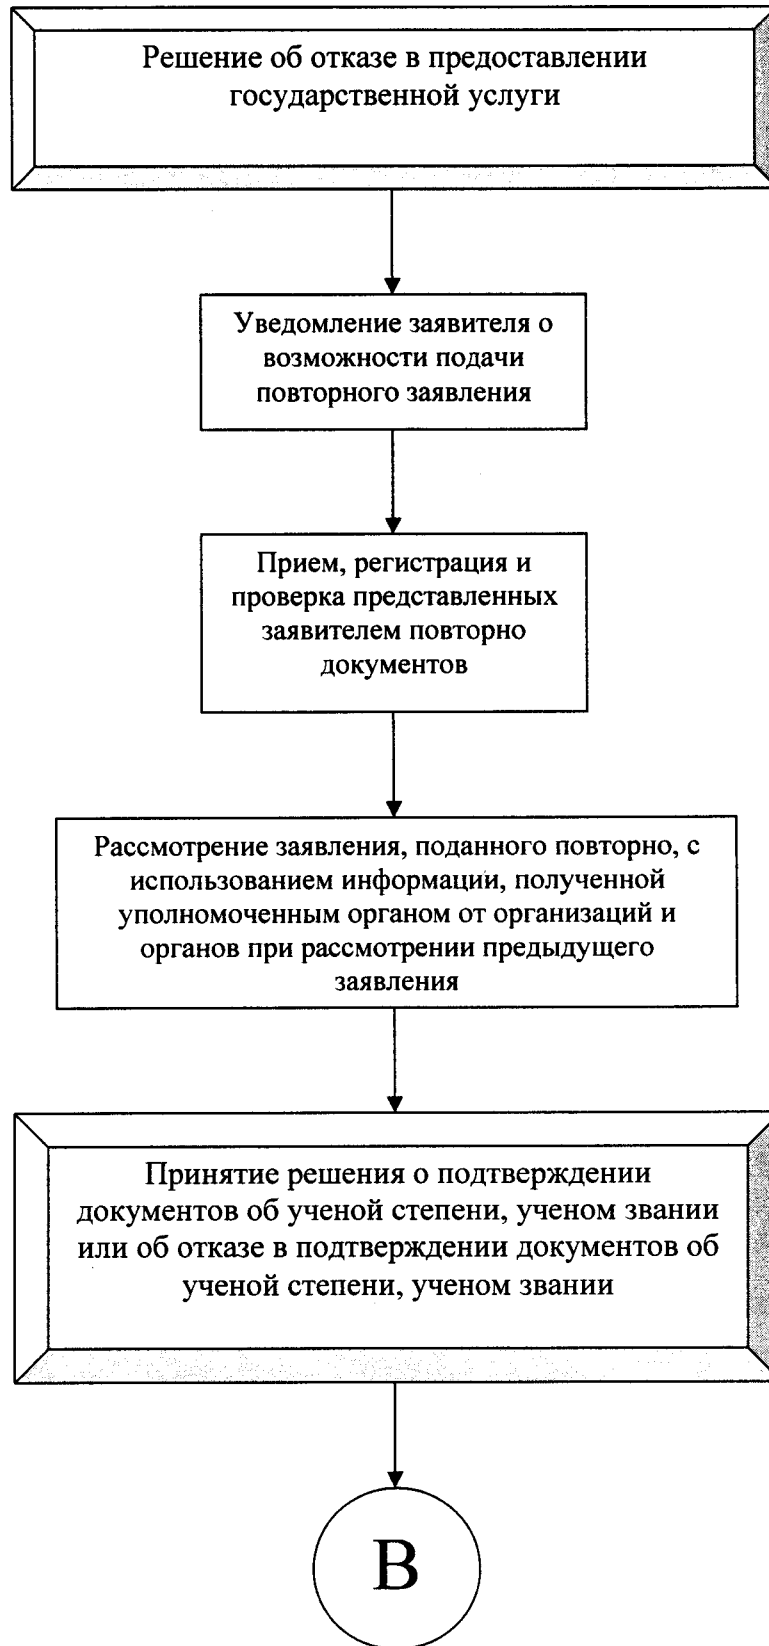 Решение об отказе в предоставлении
государственной услуги
Уведомление заявителя о
возможности подачи
повторного заявления
Прием, регистрация и
проверка представленных
заявителем повторно
документов
Рассмотрение заявления, поданного повторно, с
использованием информации, полученной
уполномоченным органом от организаций и
органов при рассмотрении предыдущего
заявления
Принятие решения о подтверждении
документов об ученой степени, ученом звании
или об отказе в подтверждении документов об
ученой степени, ученом звании
В